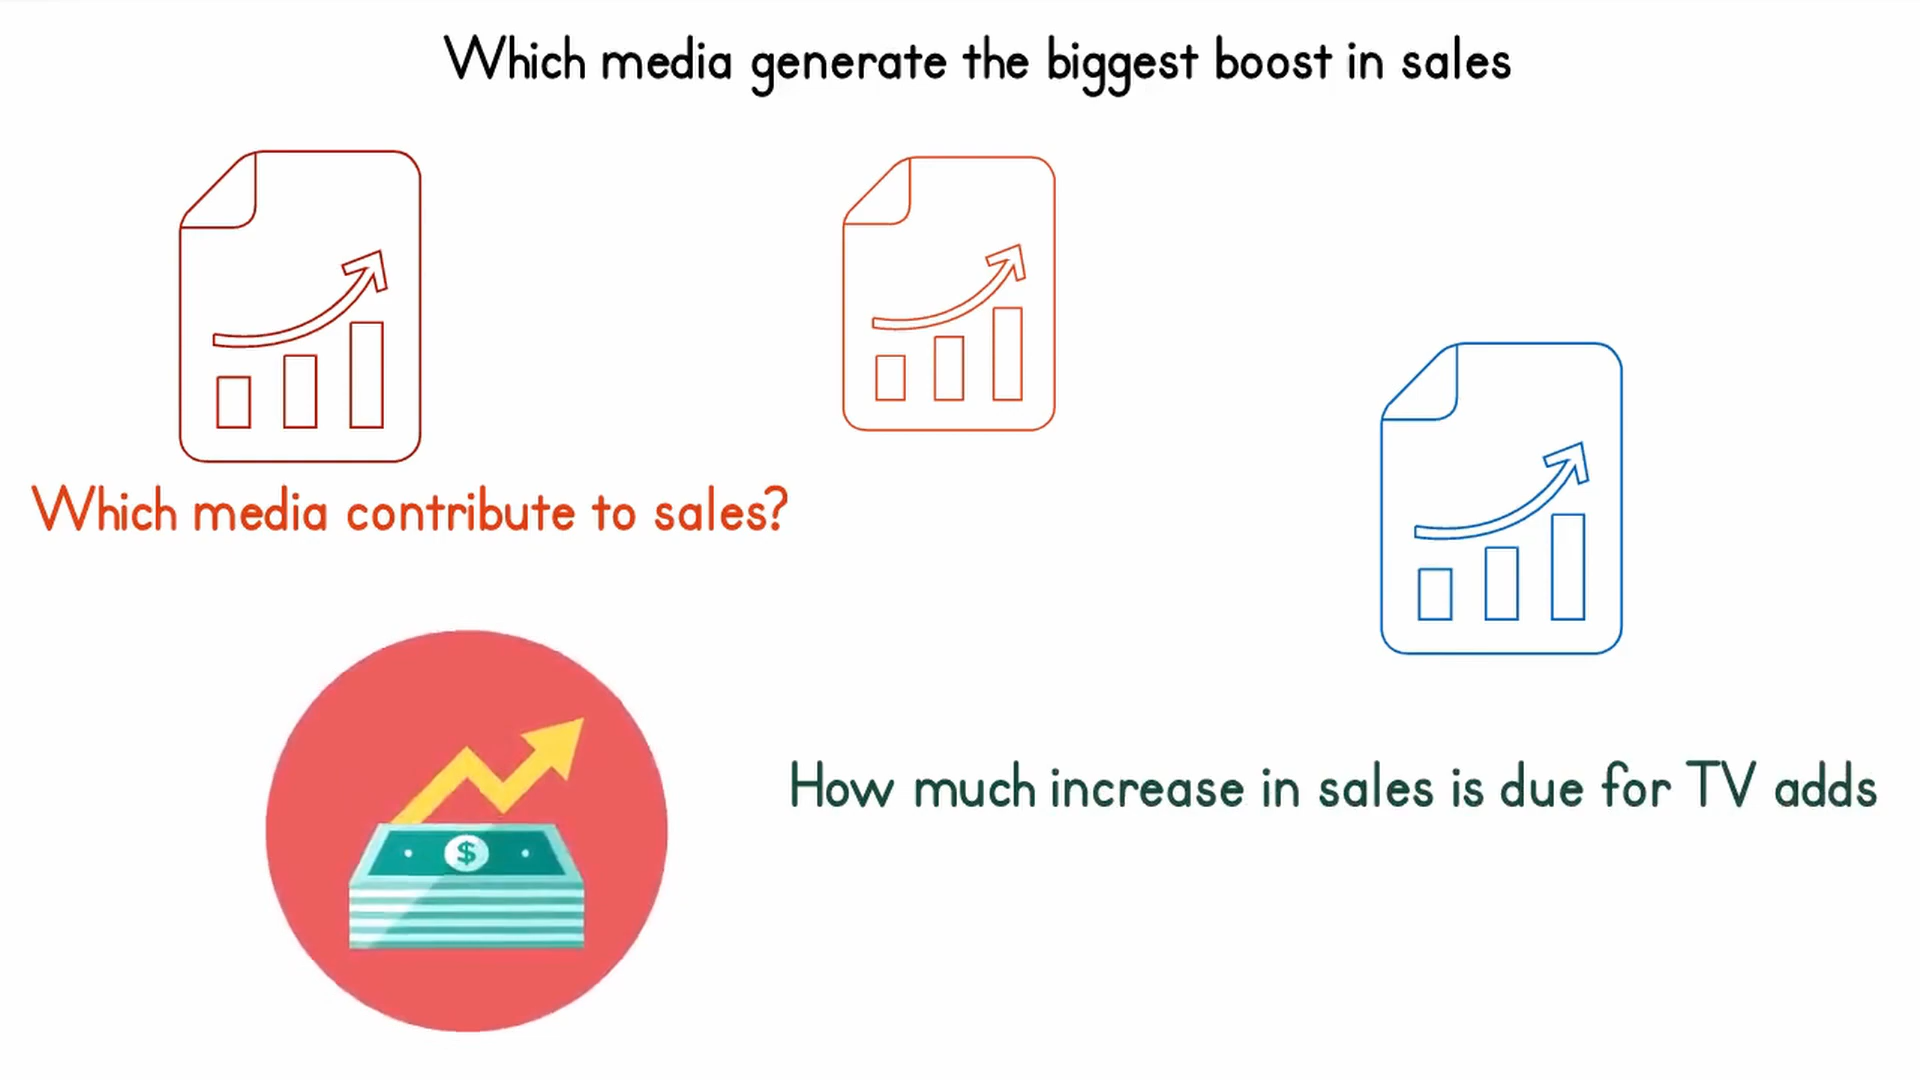 Which media generate the biggest boost in sales
Which media contribute to sales?
How much increase in sales is due for TV adds
$